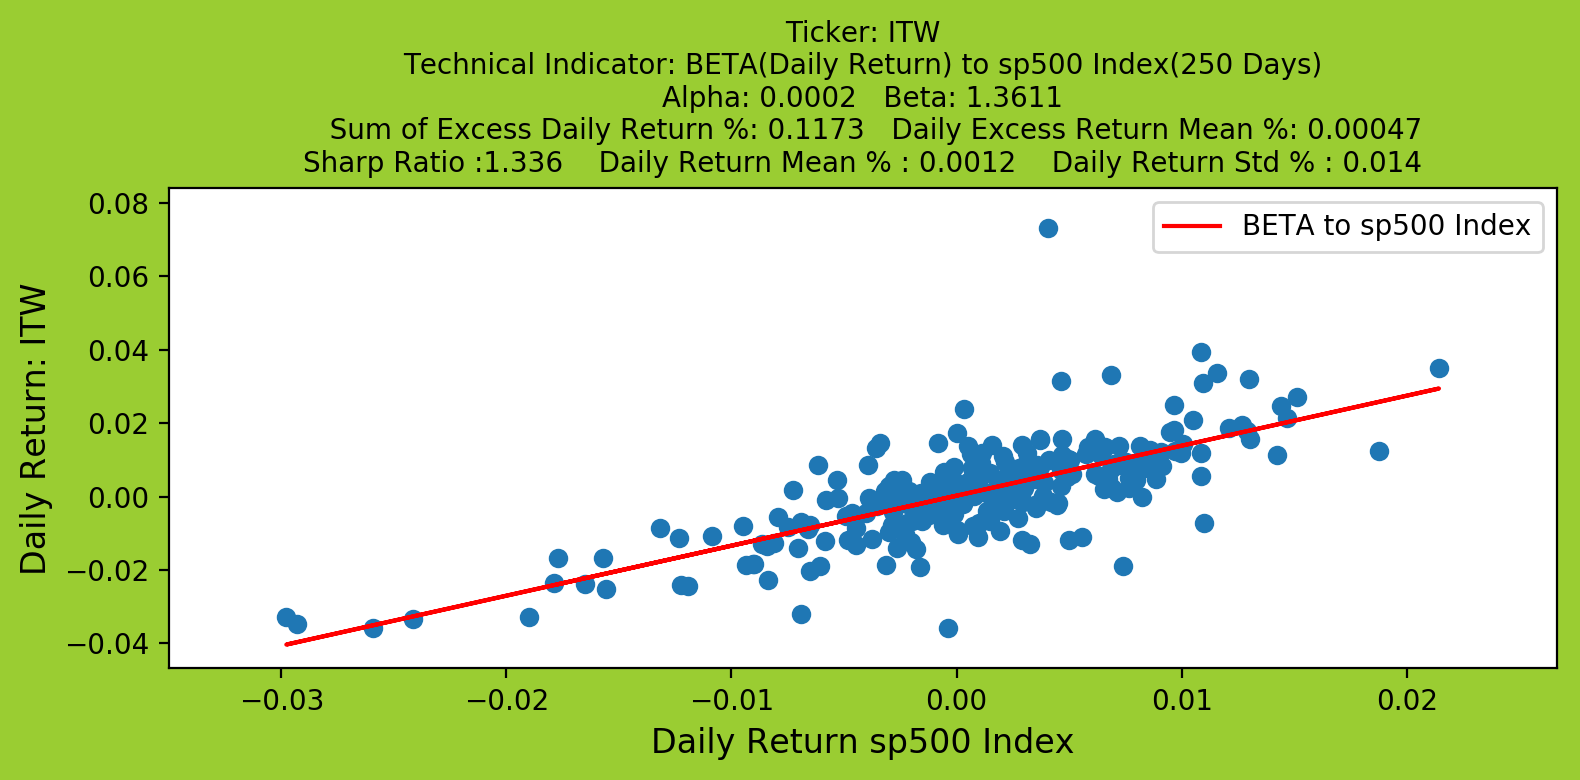 Ticker: ITW
Technical Indicator: BETA(Daily Return) to sp500 Index(250 Days)
Alpha: 0.0002   Beta: 1.3611
Sum of Excess Daily Return %: 0.1173   Daily Excess Return Mean %: 0.00047
Sharp Ratio :1.336    Daily Return Mean % : 0.0012    Daily Return Std % : 0.014
BETA to sp500 Index
Daily Return: ITW
0.08
0.06
0.04
0.02
0.00
−0.02
−0.04
−0.03
−0.02
−0.01
0.00
0.01
0.02
Daily Return sp500 Index